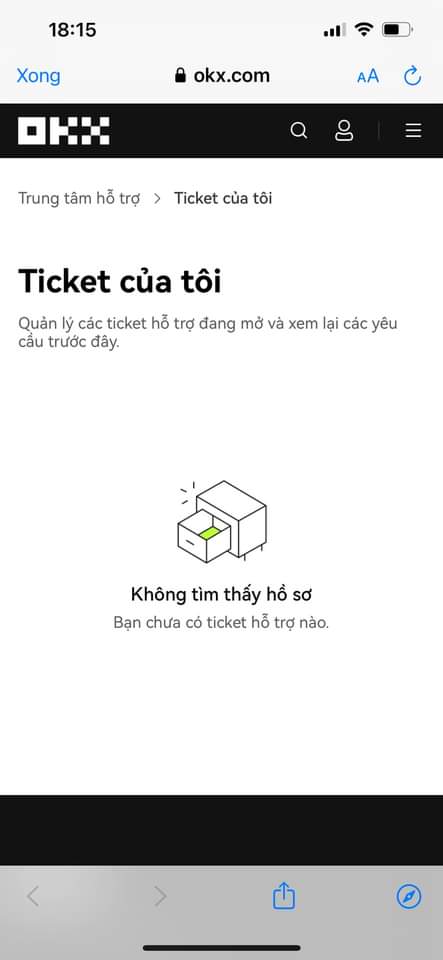 18:15
Xong
okx.com
AA
OKX
Trung tâm hỗ trợ > Ticket của tôi
Ticket của tôi
Quản lý các ticket hỗ trợ đang mở và xem lại các yêu
cầu trước đây.
Không tìm thấy hồ sơ
Bạn chưa có ticket hỗ trợ nào.